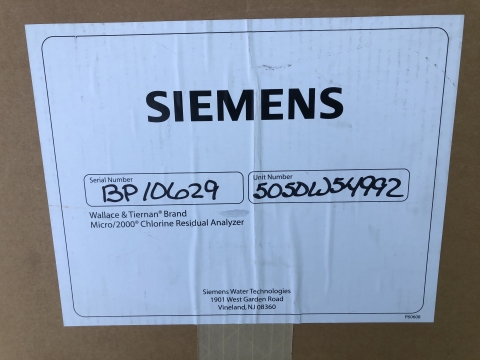 SIEMENS
Serial Number
BP10629
Unit Number
505DW54992
Wallace & Tiernan® Brand
Micro/2000® Chlorine Residual Analyzer
Siemens Water Technologies
1901 West Garden Road
Vineland, NJ 08360